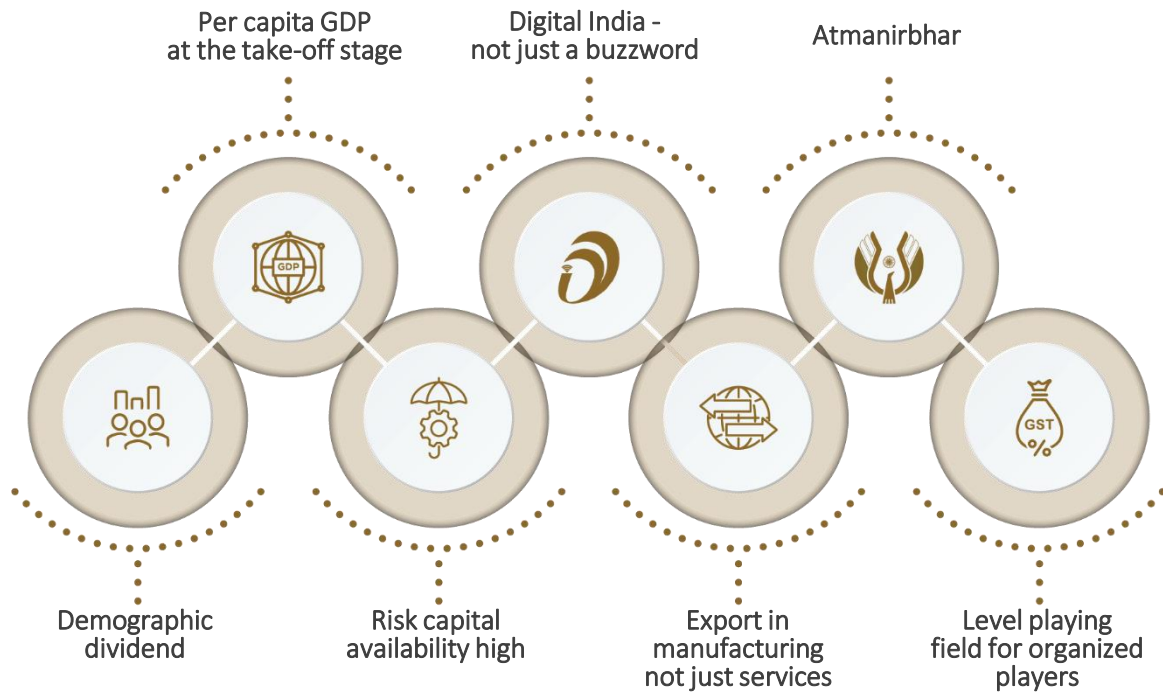 Per capita GDP
at the take-off stage
Digital India -
not just a buzzword
Atmanirbhar
GDP
GST
%
Demographic
dividend
Risk capital
availability high
Export in
manufacturing
not just services
Level playing
field for organized
players